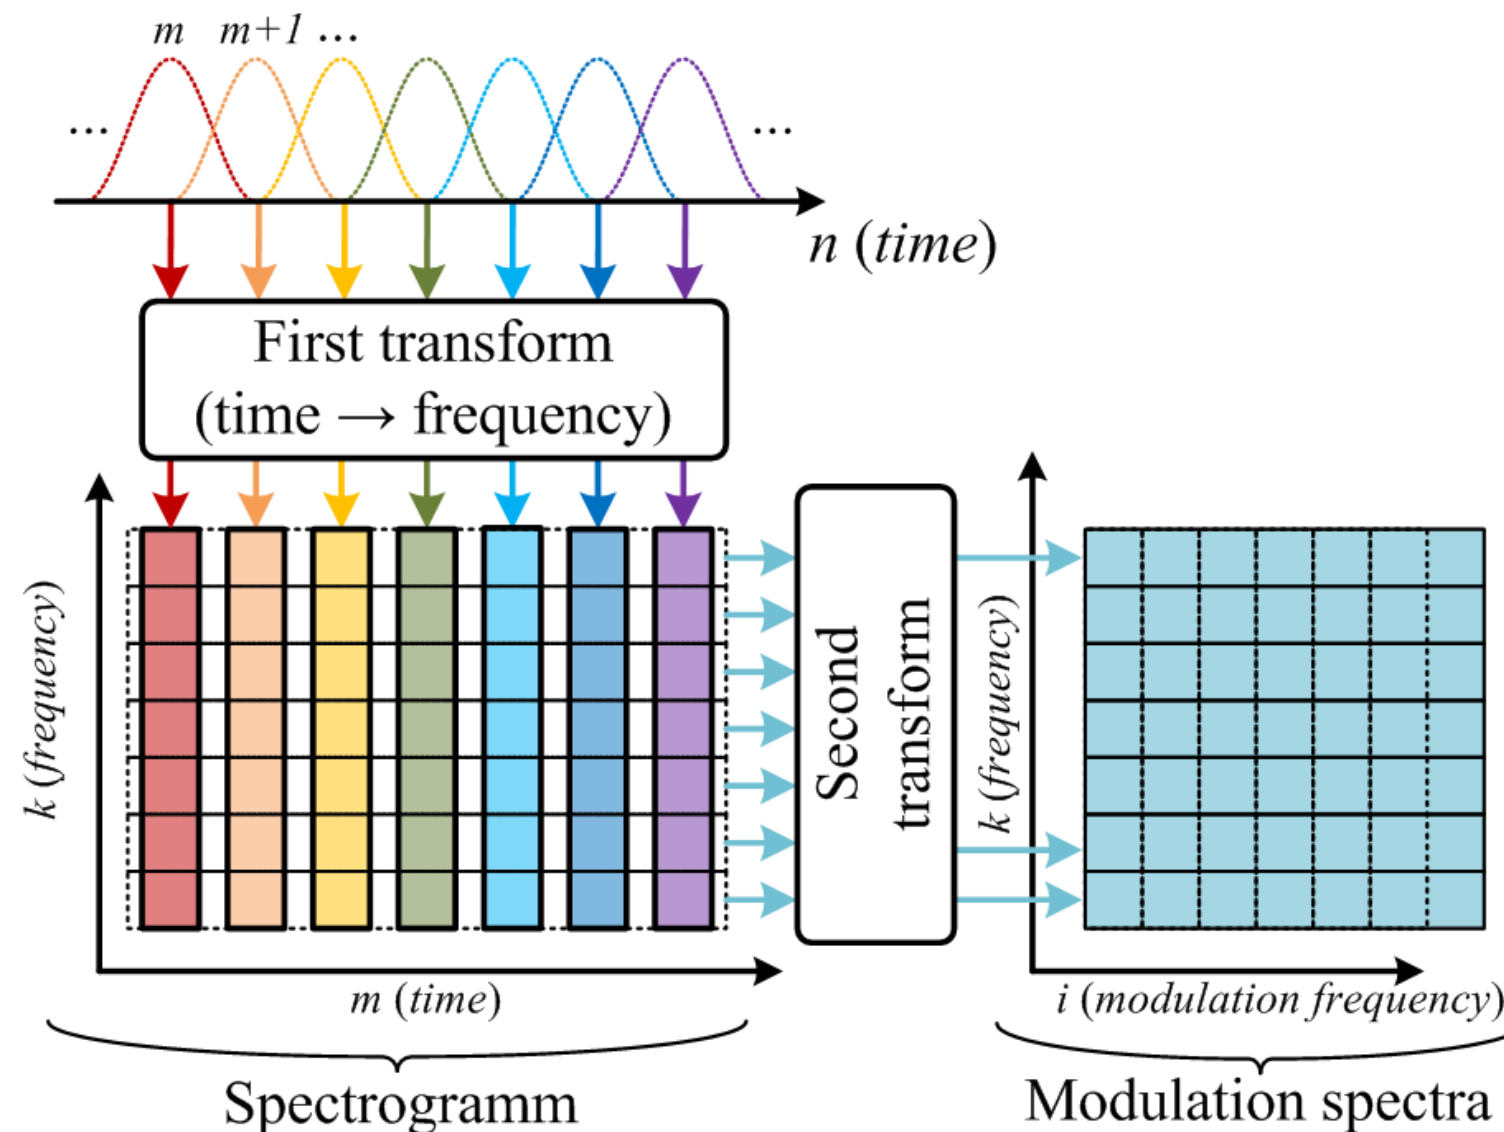 m m+1 ...
... ...
n (time)
First transform
(time → frequency)
k (frequency)
Second
transform
k (frequency)
m (time)
i (modulation frequency)
Spectrogramm
Modulation spectra